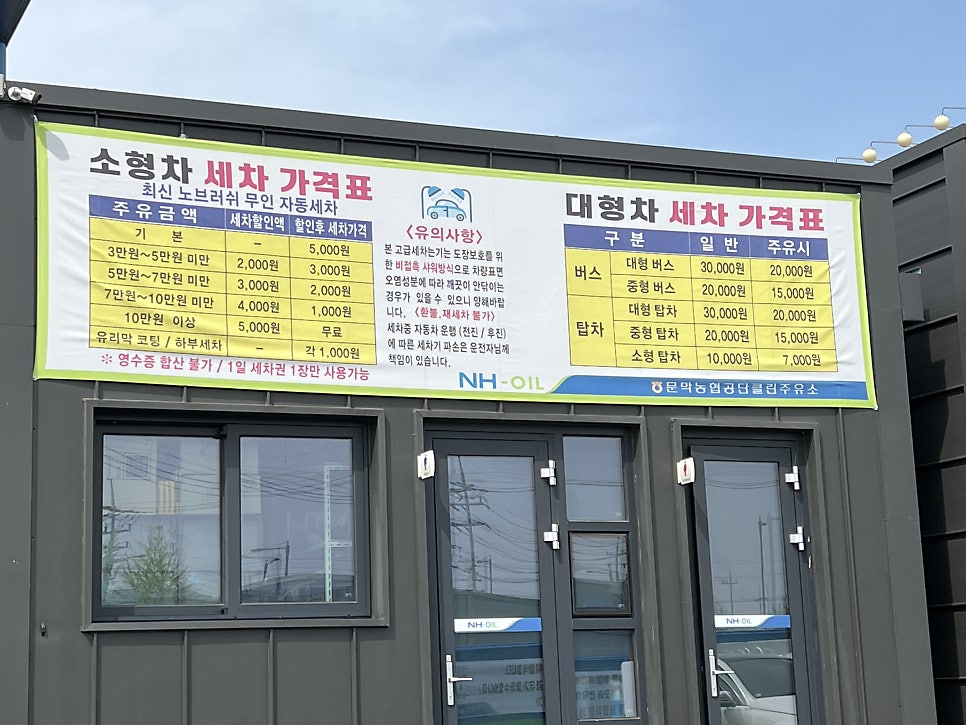 소형차 세차 가격표
최신 노브러쉬 무인 자동세차
주유금액 세차할인액 할인후 세차가격
기 본 – 5,000원
3만원~5만원 미만 2,000원 3,000원
5만원~7만원 미만 3,000원 2,000원
7만원~10만원 미만 4,000원 1,000원
10만원 이상 5,000원 무료
유리막 코팅 / 하부세차 – 각 1,000원
※ 영수증 합산 불가 / 1일 세차권 1장만 사용가능
〈유의사항〉
본 고급세차는기는 도장보호를 위
한 비접촉 샤워방식으로 차량표면
오염성분에 따라 깨끗이 안닦이는
경우가 있을 수 있으니 양해바랍
니다. 〈환불, 재세차 불가〉
세차중 자동차 운행 (전진 / 후진)
에 따른 세차기 파손은 운전자님께
책임이 있습니다.
대형차 세차 가격표
구 분 일 반 주유시
버스 대형 버스 30,000원 20,000원
중형 버스 20,000원 15,000원
탑차 대형 탑차 30,000원 20,000원
중형 탑차 20,000원 15,000원
소형 탑차 10,000원 7,000원
NH-OIL 문막농협공단클린주유소
NH-OIL
NH-OIL